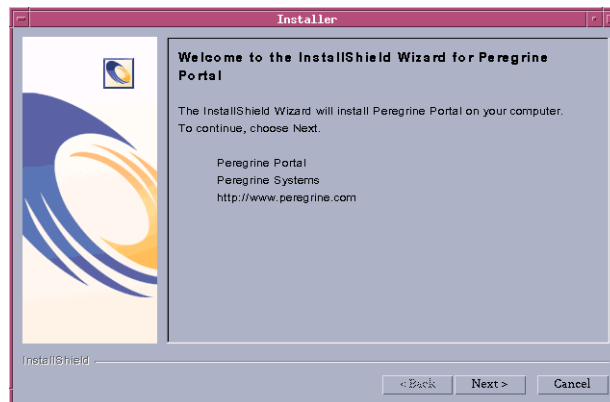 Installer
Welcome to the InstallShield Wizard for Peregrine
Portal
The InstallShield Wizard will install Peregrine Portal on your computer.
To continue, choose Next.
Peregrine Portal
Peregrine Systems
http://www.peregrine.com
InstallShield
< Back
Next >
Cancel